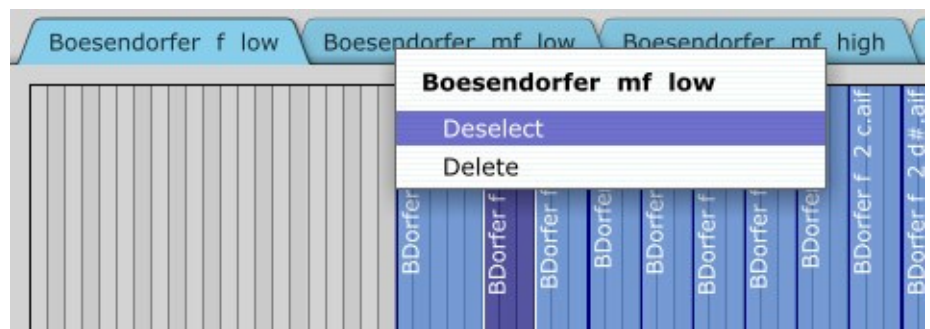 Boesendorfer f low
Boesendorfer mf low
Boesendorfer mf high
Boesendorfer mf low
Deselect
Delete
BDorfer
BDorfer f
BDorfer f
BDorfer
BDorfer f
BDorfer f
BDorfer f
BDorfer
BDorfer f 2 c.aif
BDorfer f 2 d#.aif